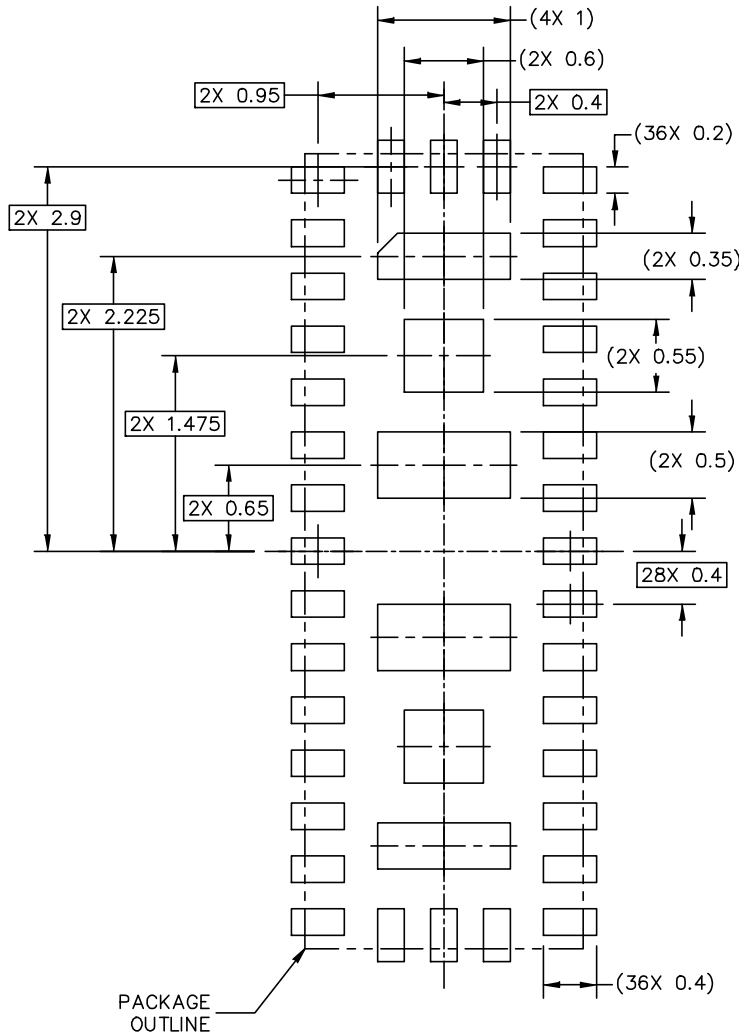 (4X 1)
(2X 0.6)
2X 0.95
2X 0.4
(36X 0.2)
2X 2.9
(2X 0.35)
2X 2.225
(2X 0.55)
2X 1.475
(2X 0.5)
2X 0.65
28X 0.4
(36X 0.4)
PACKAGE
OUTLINE